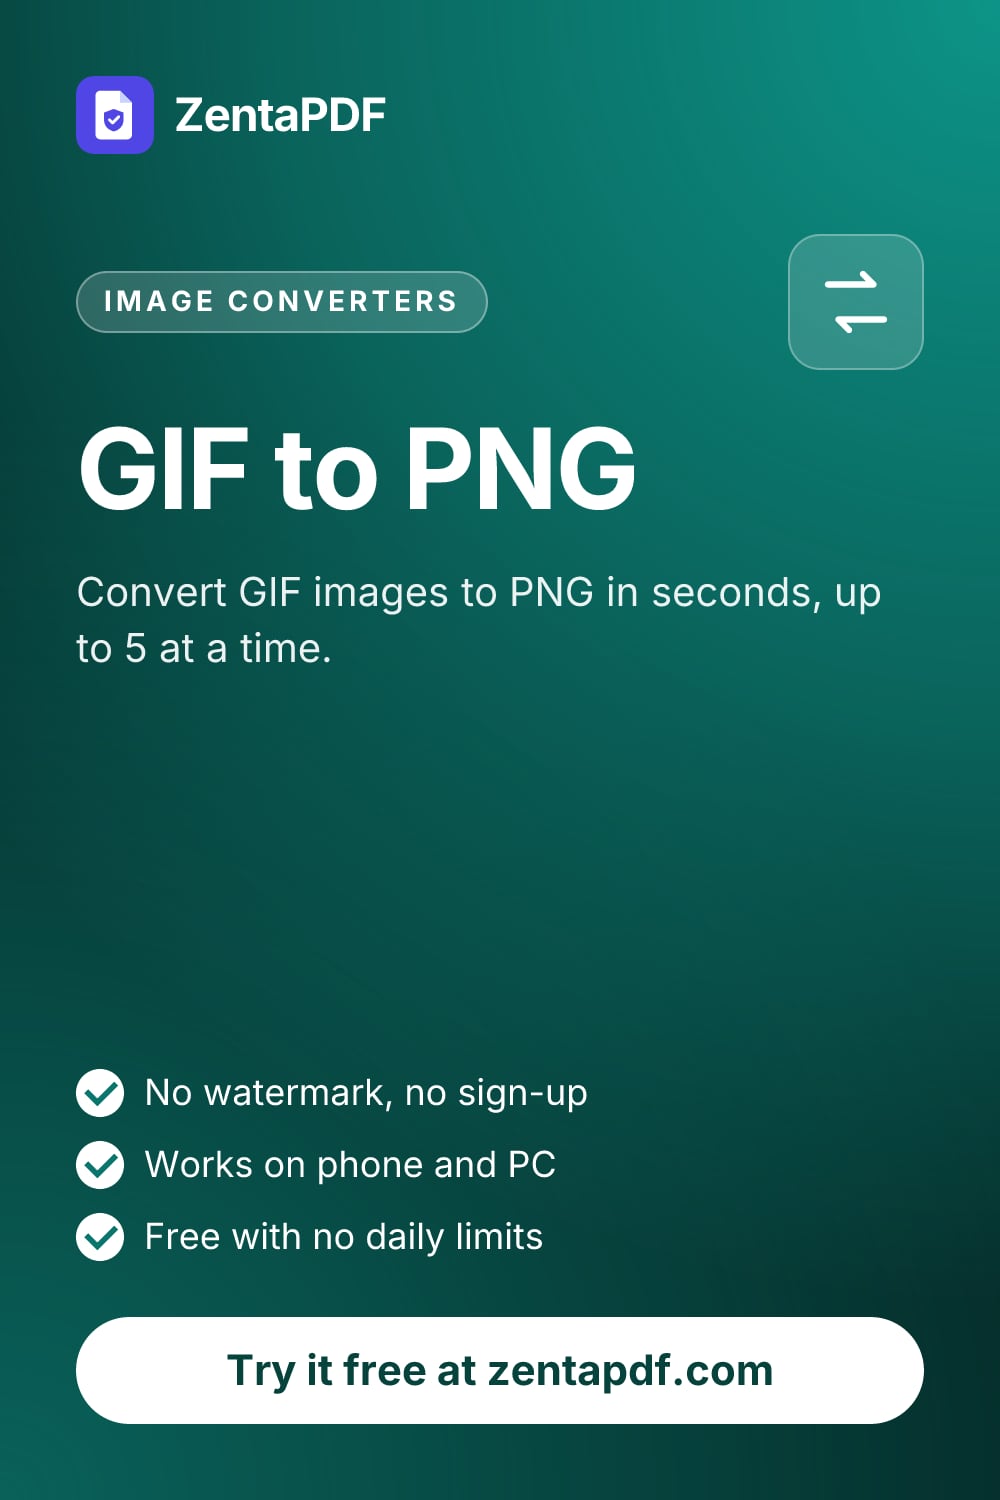 ZentaPDF
IMAGE CONVERTERS
GIF to PNG
Convert GIF images to PNG in seconds, up
to 5 at a time.
No watermark, no sign-up
Works on phone and PC
Free with no daily limits
Try it free at zentapdf.com